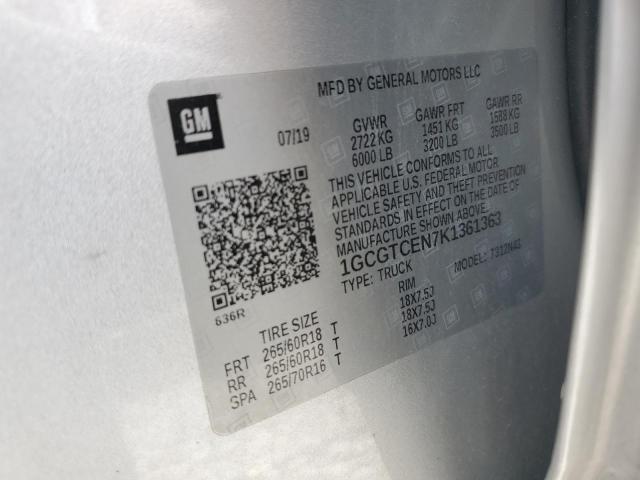 MFD BY GENERAL MOTORS LLC
GM
07/19
GVWR GAWR FRT GAWR RR
2722 KG 1451 KG 1588 KG
6000 LB 3200 LB 3500 LB
THIS VEHICLE CONFORMS TO ALL
APPLICABLE U.S. FEDERAL MOTOR
VEHICLE SAFETY AND THEFT PREVENTION
STANDARDS IN EFFECT ON THE DATE OF
MANUFACTURE SHOWN ABOVE.
1GCGTCEN7K1361363
TYPE: TRUCK MODEL: T312N43
636R
TIRE SIZE RIM
FRT 265/60R18 T 18X7.5J
RR 265/60R18 T 18X7.5J
SPA 265/70R16 T 16X7.0J